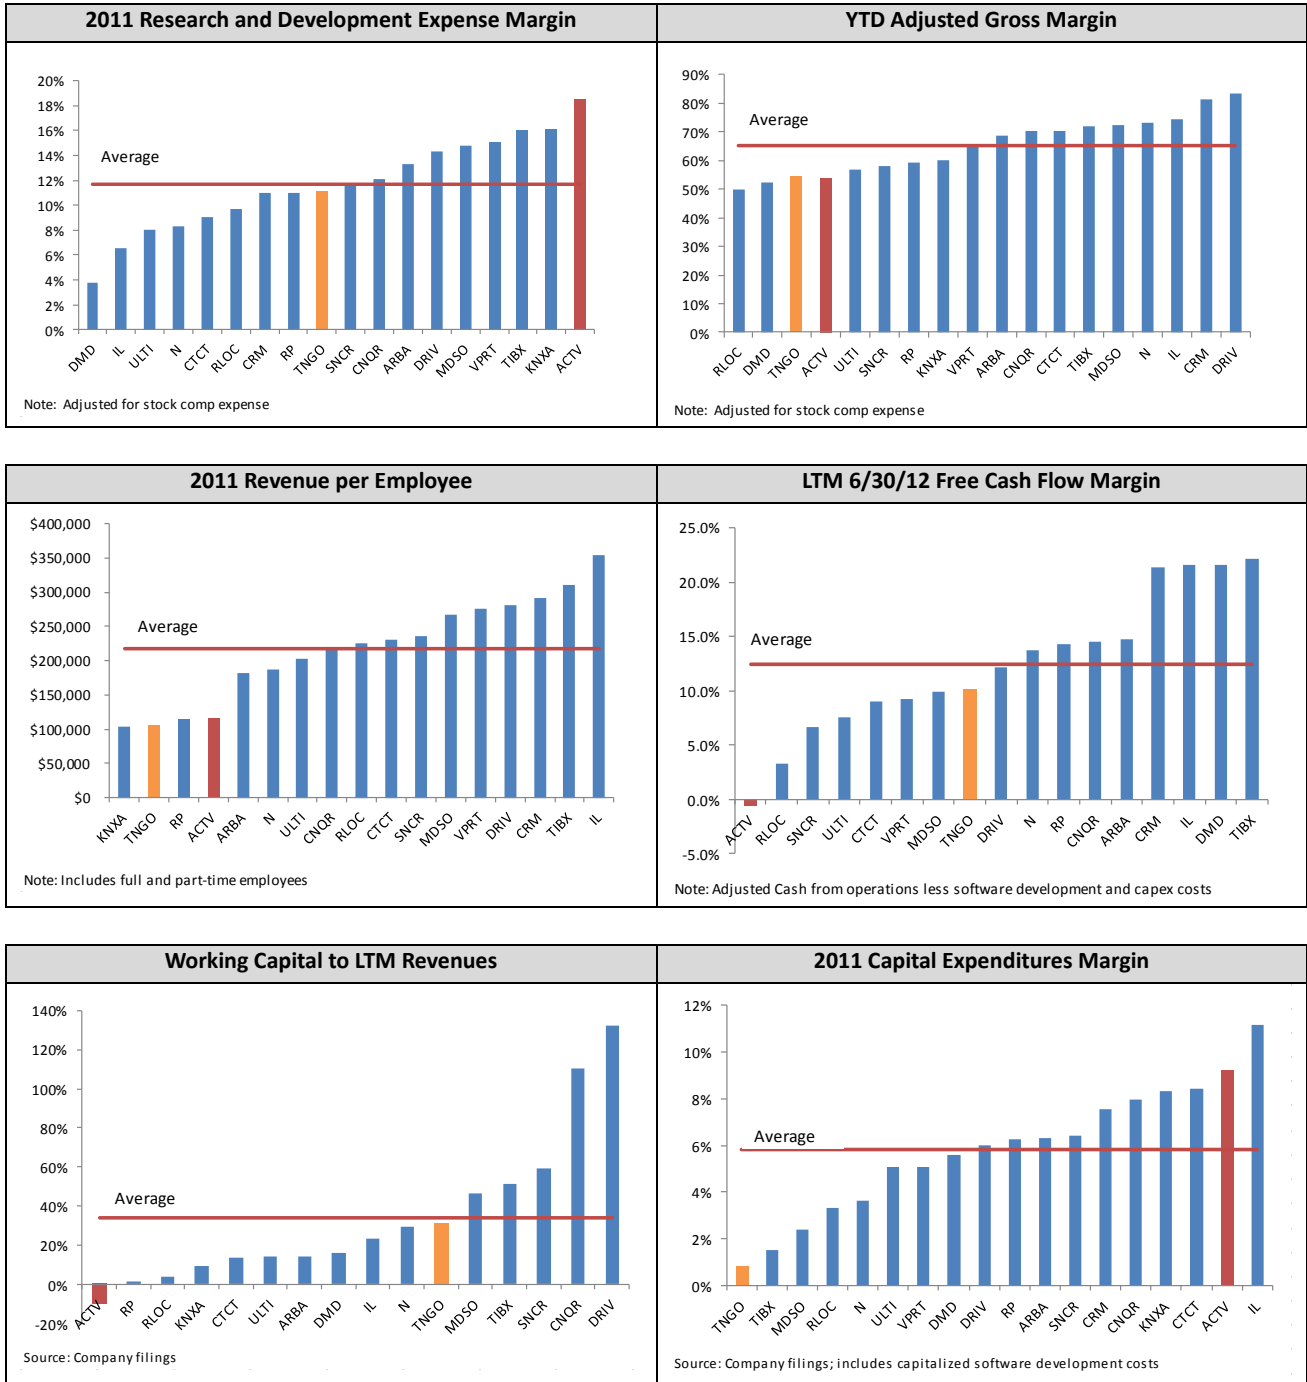 2011 Research and Development Expense Margin
20%
18%
16%
14%
12%
10%
8%
6%
4%
2%
0%
Average
DMD IL ULTI N CTCT RLOC CRM RP TNGO SNCR CNQR ARBA DRIV MDSO VPRT TIBX KNXA ACTV
Note: Adjusted for stock comp expense
YTD Adjusted Gross Margin
90%
80%
70%
60%
50%
40%
30%
20%
10%
0%
Average
RLOC DMD TNGO ACTV ULTI SNCR RP KNXA VPRT ARBA CNQR CTCT TIBX MDSO N IL CRM DRIV
Note: Adjusted for stock comp expense
2011 Revenue per Employee
$400,000
$350,000
$300,000
$250,000
$200,000
$150,000
$100,000
$50,000
$0
Average
KNXA TNGO RP ACTV ARBA N ULTI CNQR RLOC CTCT SNCR MDSO VPRT DRIV CRM TIBX IL
Note: Includes full and part-time employees
LTM 6/30/12 Free Cash Flow Margin
25.0%
20.0%
15.0%
10.0%
5.0%
0.0%
-5.0%
Average
ACTV RLOC SNCR ULTI CTCT VPRT MDSO TNGO DRIV N RP CNQR ARBA CRM IL DMD TIBX
Note: Adjusted Cash from operations less software development and capex costs
Working Capital to LTM Revenues
140%
120%
100%
80%
60%
40%
20%
0%
-20%
Average
ACTV RP RLOC KNXA CTCT ULTI ARBA DMD IL N TNGO MDSO TIBX SNCR CNQR DRIV
Source: Company filings
2011 Capital Expenditures Margin
12%
10%
8%
6%
4%
2%
0%
Average
TNGO TIBX MDSO RLOC N ULTI VPRT DMD DRIV RP ARBA SNCR CRM CNQR KNXA CTCT ACTV IL
Source: Company filings; includes capitalized software development costs